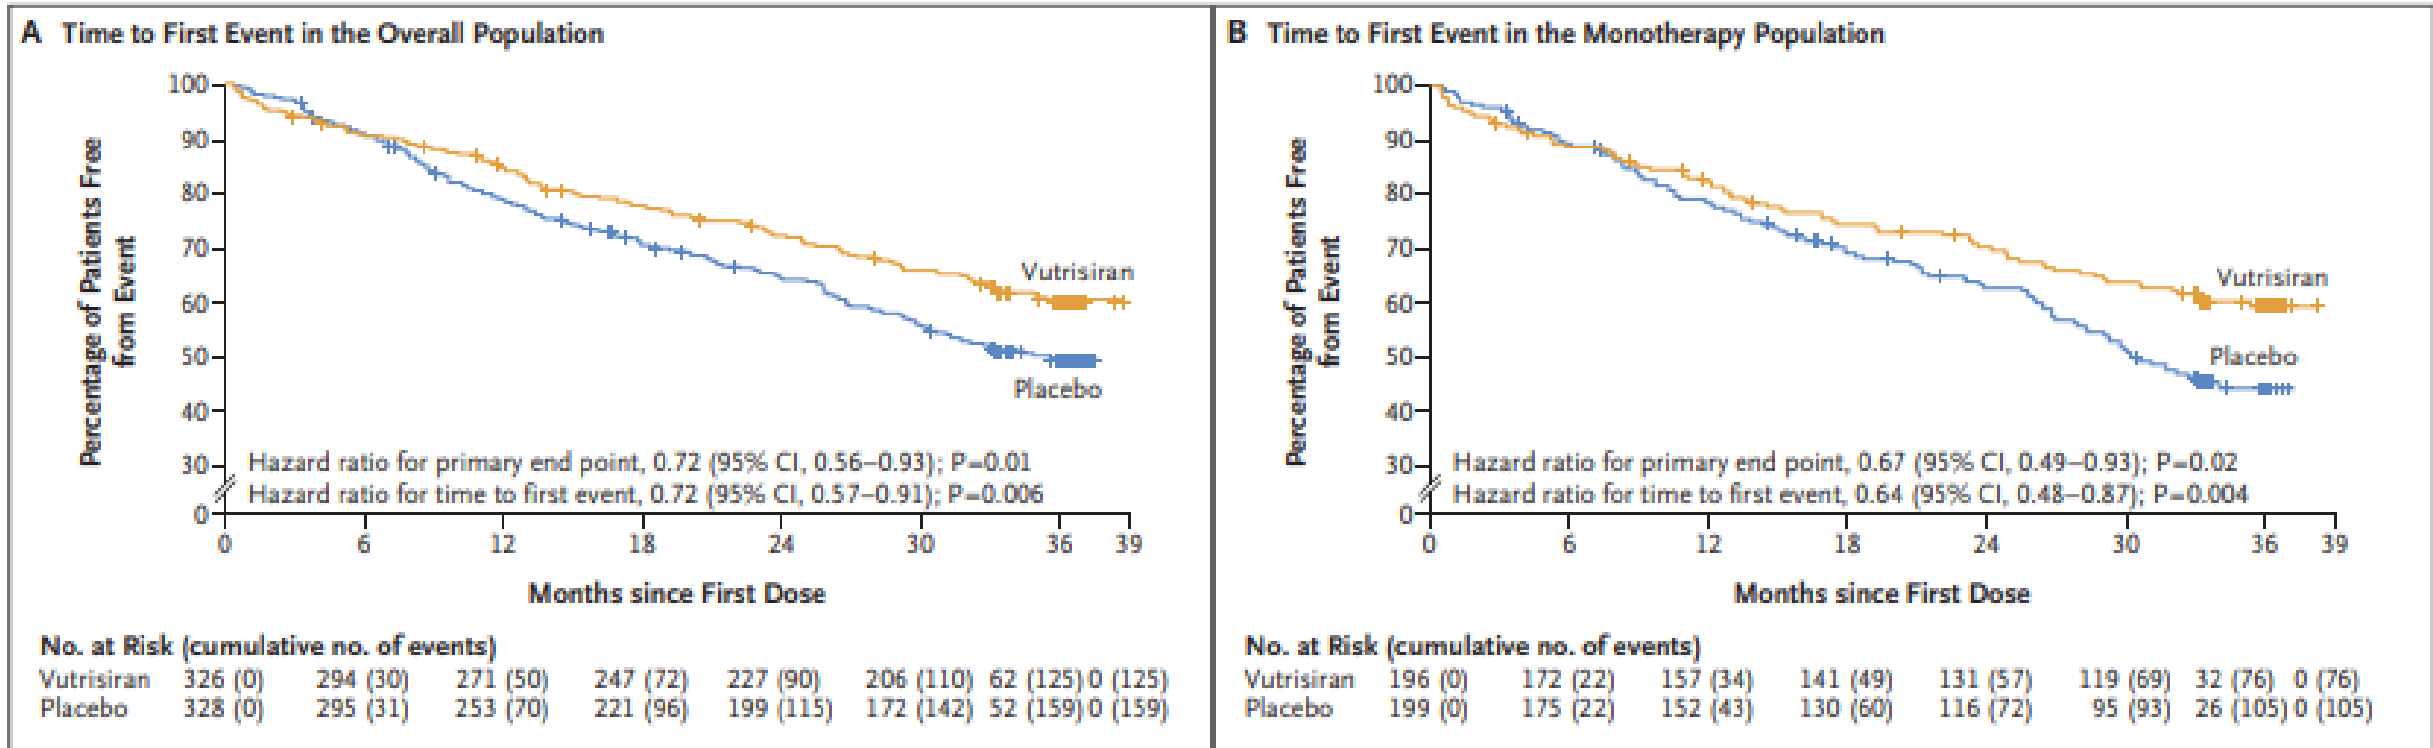 A Time to First Event in the Overall Population
Percentage of Patients Free
from Event
100
90
80
70
60
50
40
30
0
Vutrisiran
Placebo
Hazard ratio for primary end point, 0.72 (95% CI, 0.56–0.93); P=0.01
Hazard ratio for time to first event, 0.72 (95% CI, 0.57–0.91); P=0.006
0 6 12 18 24 30 36 39
Months since First Dose
No. at Risk (cumulative no. of events)
Vutrisiran 326 (0) 294 (30) 271 (50) 247 (72) 227 (90) 206 (110) 62 (125) 0 (125)
Placebo 328 (0) 295 (31) 253 (70) 221 (96) 199 (115) 172 (142) 52 (159) 0 (159)
B Time to First Event in the Monotherapy Population
Percentage of Patients Free
from Event
100
90
80
70
60
50
40
30
0
Vutrisiran
Placebo
Hazard ratio for primary end point, 0.67 (95% CI, 0.49–0.93); P=0.02
Hazard ratio for time to first event, 0.64 (95% CI, 0.48–0.87); P=0.004
0 6 12 18 24 30 36 39
Months since First Dose
No. at Risk (cumulative no. of events)
Vutrisiran 196 (0) 172 (22) 157 (34) 141 (49) 131 (57) 119 (69) 32 (76) 0 (76)
Placebo 199 (0) 175 (22) 152 (43) 130 (60) 116 (72) 95 (93) 26 (105) 0 (105)